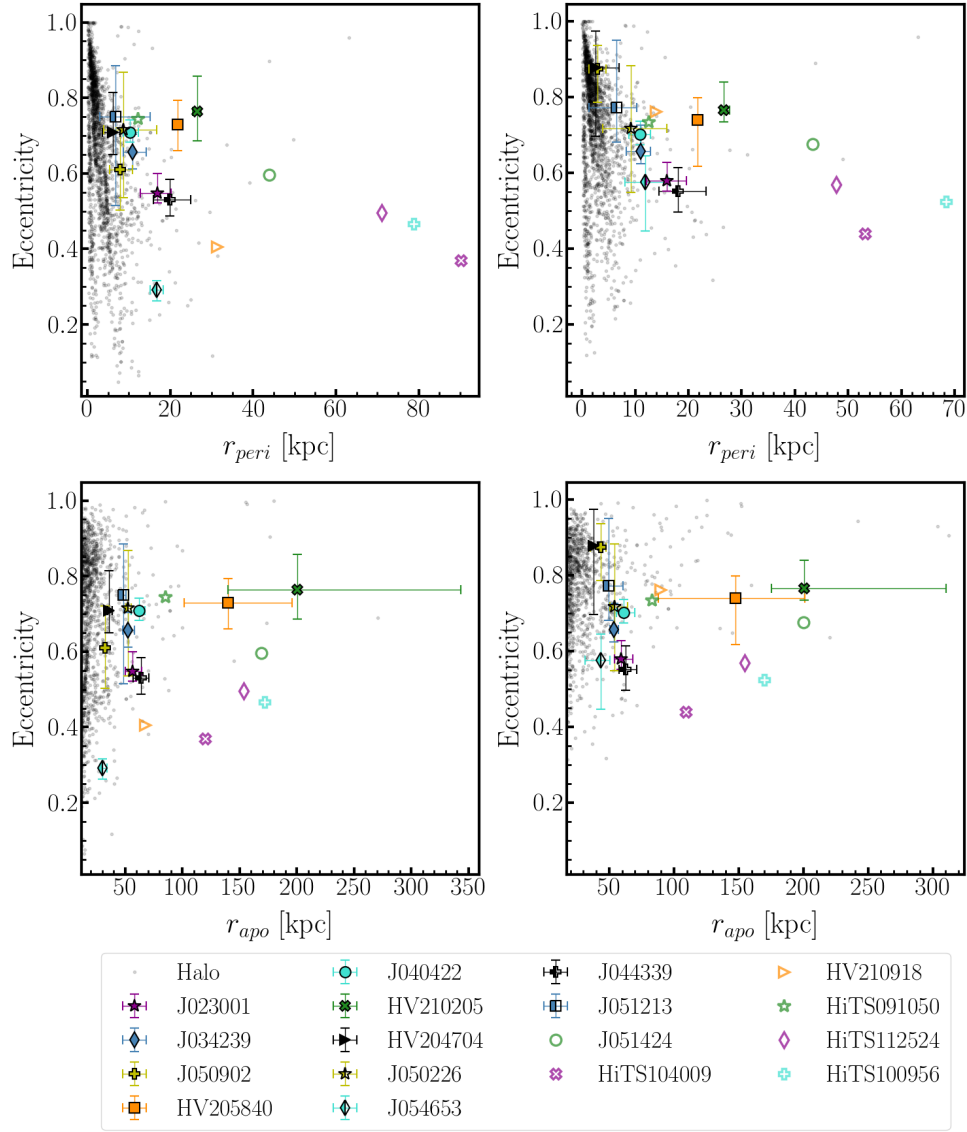 1.0
0.8
0.6
0.4
0.2
Eccentricity
0
20
40
60
80
r_peri [kpc]
1.0
0.8
0.6
0.4
0.2
Eccentricity
0
10
20
30
40
50
60
70
r_peri [kpc]
1.0
0.8
0.6
0.4
0.2
Eccentricity
50
100
150
200
250
300
350
r_apo [kpc]
1.0
0.8
0.6
0.4
0.2
Eccentricity
50
100
150
200
250
300
r_apo [kpc]
Halo
J023001
J034239
J050902
HV205840
J040422
HV210205
HV204704
J050226
J054653
J044339
J051213
J051424
HiTS104009
HV210918
HiTS091050
HiTS112524
HiTS100956